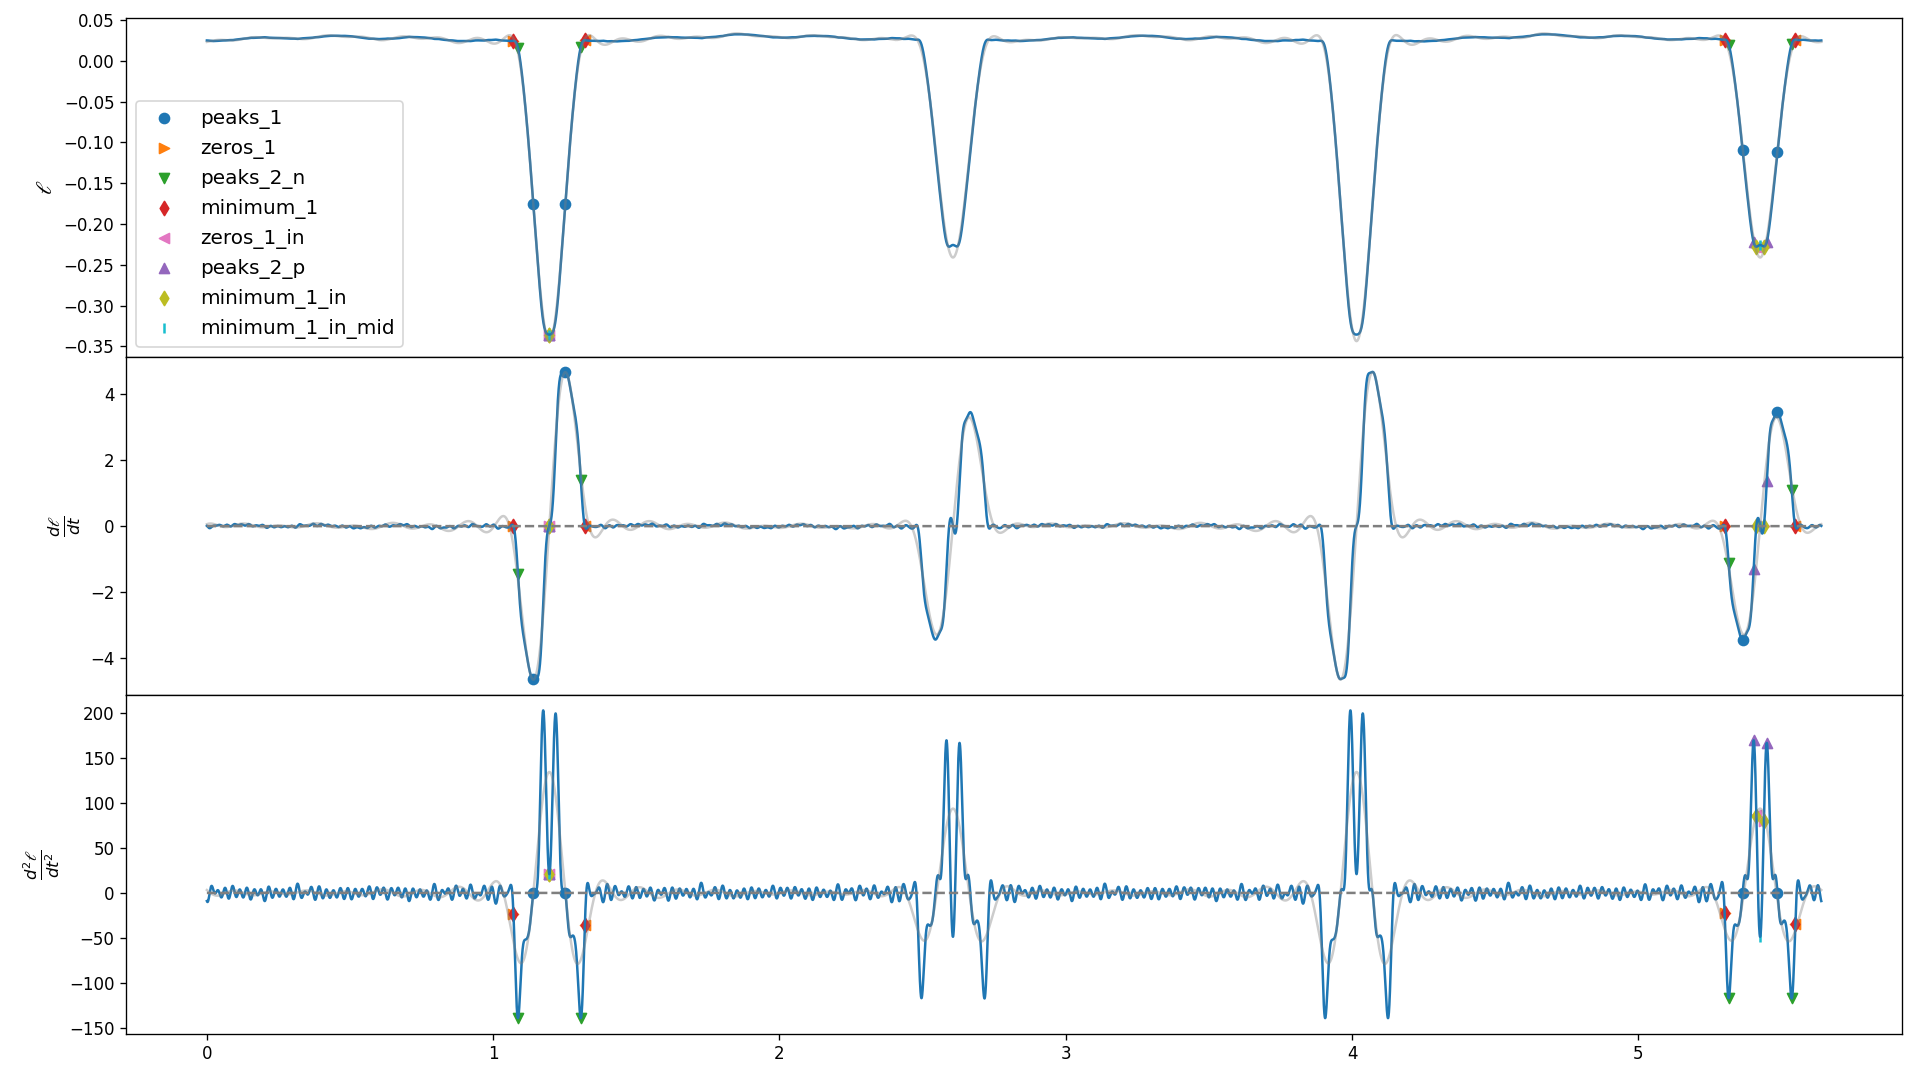 0.05
0.00
−0.05
−0.10
−0.15
−0.20
−0.25
−0.30
−0.35
ℓ
peaks_1
zeros_1
peaks_2_n
minimum_1
zeros_1_in
peaks_2_p
minimum_1_in
minimum_1_in_mid
4
2
0
−2
−4
dℓ
dt
200
150
100
50
0
−50
−100
−150
d²ℓ
dt²
0 1 2 3 4 5